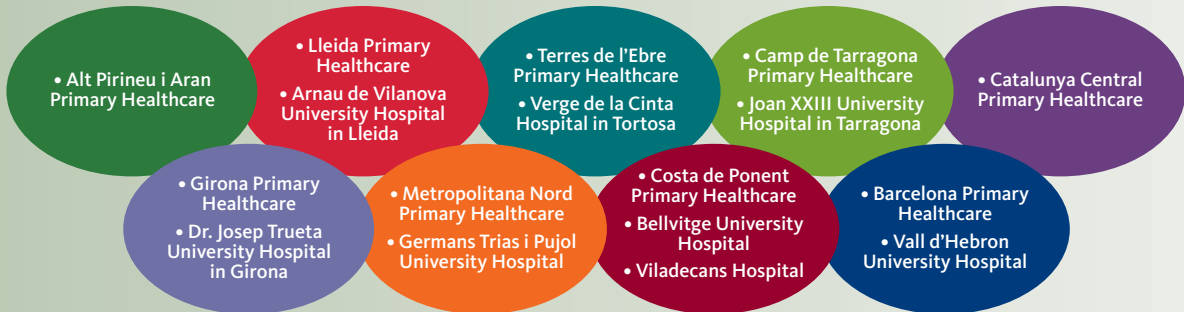 • Alt Pirineu i Aran
Primary Healthcare
• Lleida Primary
Healthcare
• Arnau de Vilanova
University Hospital
in Lleida
• Terres de l'Ebre
Primary Healthcare
• Verge de la Cinta
Hospital in Tortosa
• Camp de Tarragona
Primary Healthcare
• Joan XXIII University
Hospital in Tarragona
• Catalunya Central
Primary Healthcare
• Girona Primary
Healthcare
• Dr. Josep Trueta
University Hospital
in Girona
• Metropolitana Nord
Primary Healthcare
• Germans Trias i Pujol
University Hospital
• Costa de Ponent
Primary Healthcare
• Bellvitge University
Hospital
• Viladecans Hospital
• Barcelona Primary
Healthcare
• Vall d'Hebron
University Hospital